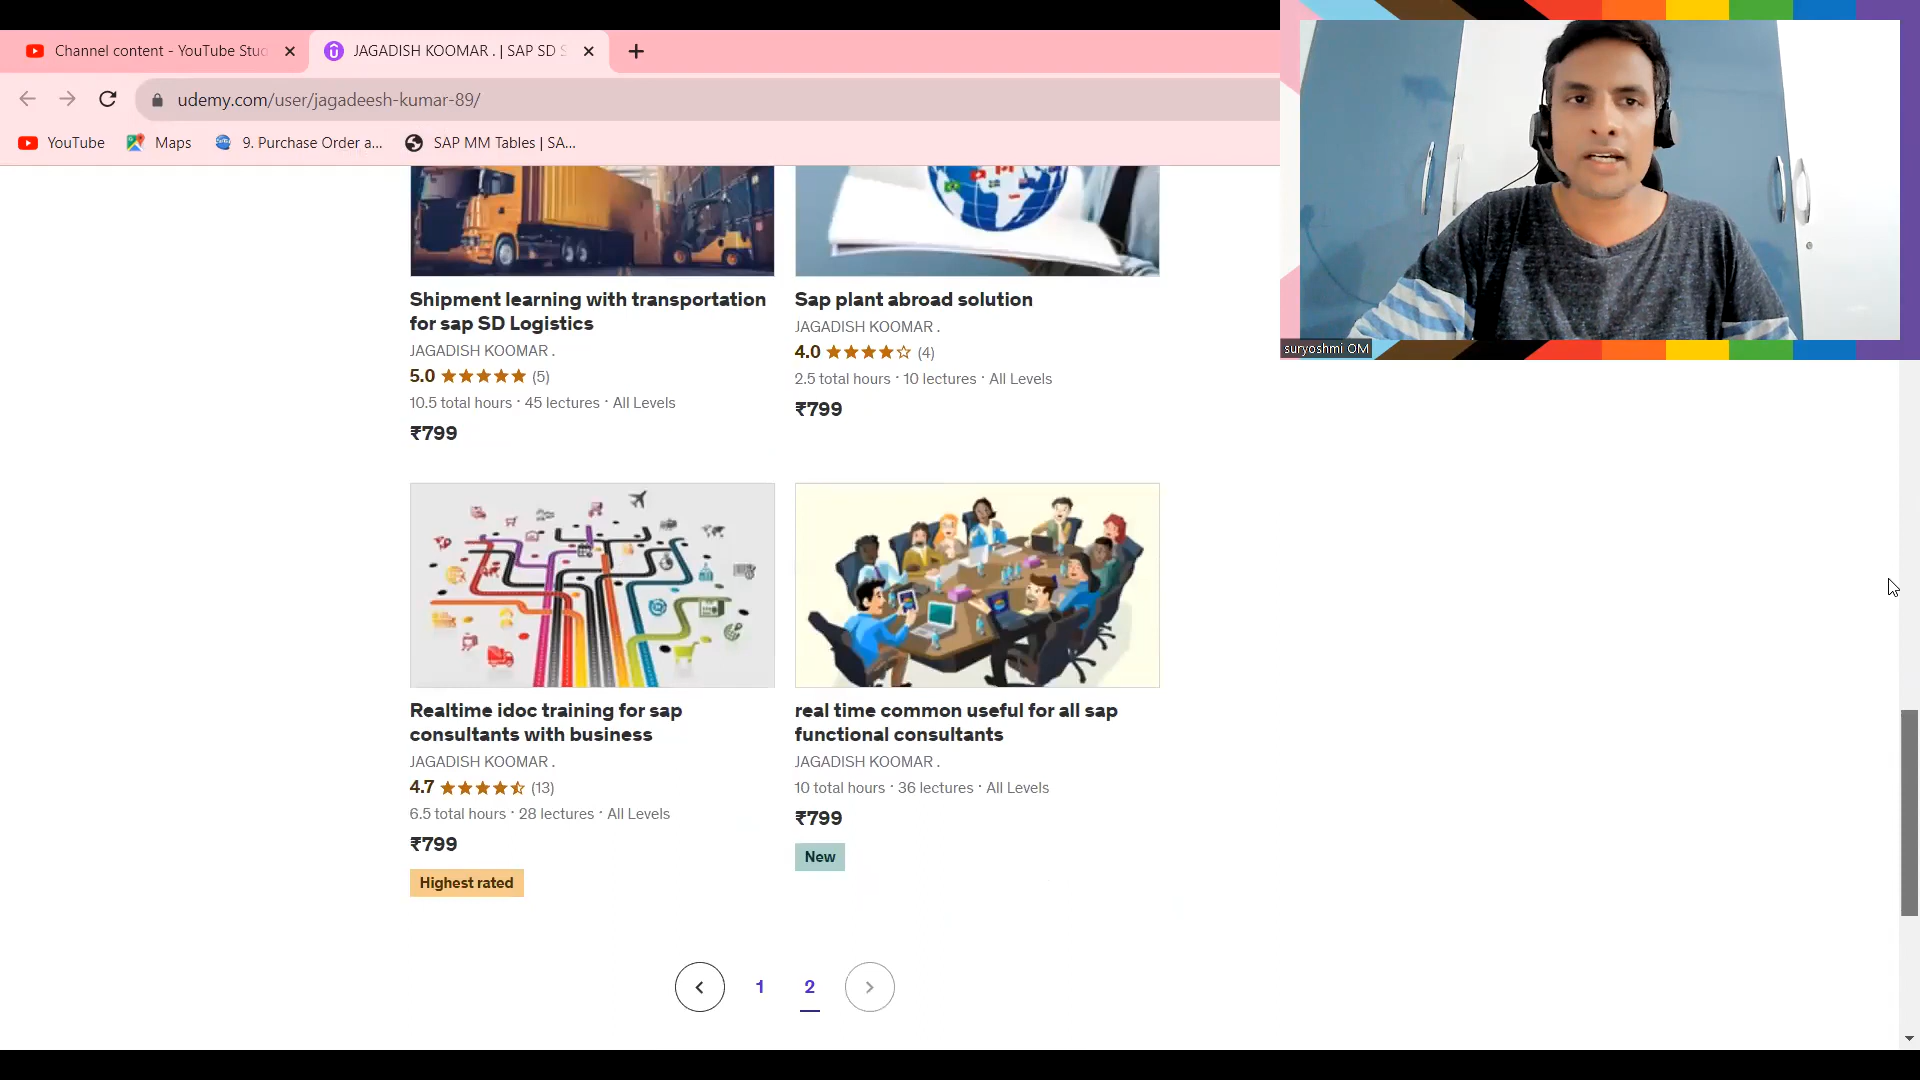 Channel content - YouTube Stu
JAGADISH KOOMAR . | SAP SD S
udemy.com/user/jagadeesh-kumar-89/
YouTube
Maps
9. Purchase Order a...
SAP MM Tables | SA...
suryoshmi OM
Shipment learning with transportation
for sap SD Logistics
JAGADISH KOOMAR .
5.0 (5)
10.5 total hours · 45 lectures · All Levels
₹799
Sap plant abroad solution
JAGADISH KOOMAR .
4.0 (4)
2.5 total hours · 10 lectures · All Levels
₹799
Realtime idoc training for sap
consultants with business
JAGADISH KOOMAR .
4.7 (13)
6.5 total hours · 28 lectures · All Levels
₹799
Highest rated
real time common useful for all sap
functional consultants
JAGADISH KOOMAR .
10 total hours · 36 lectures · All Levels
₹799
New
1 2